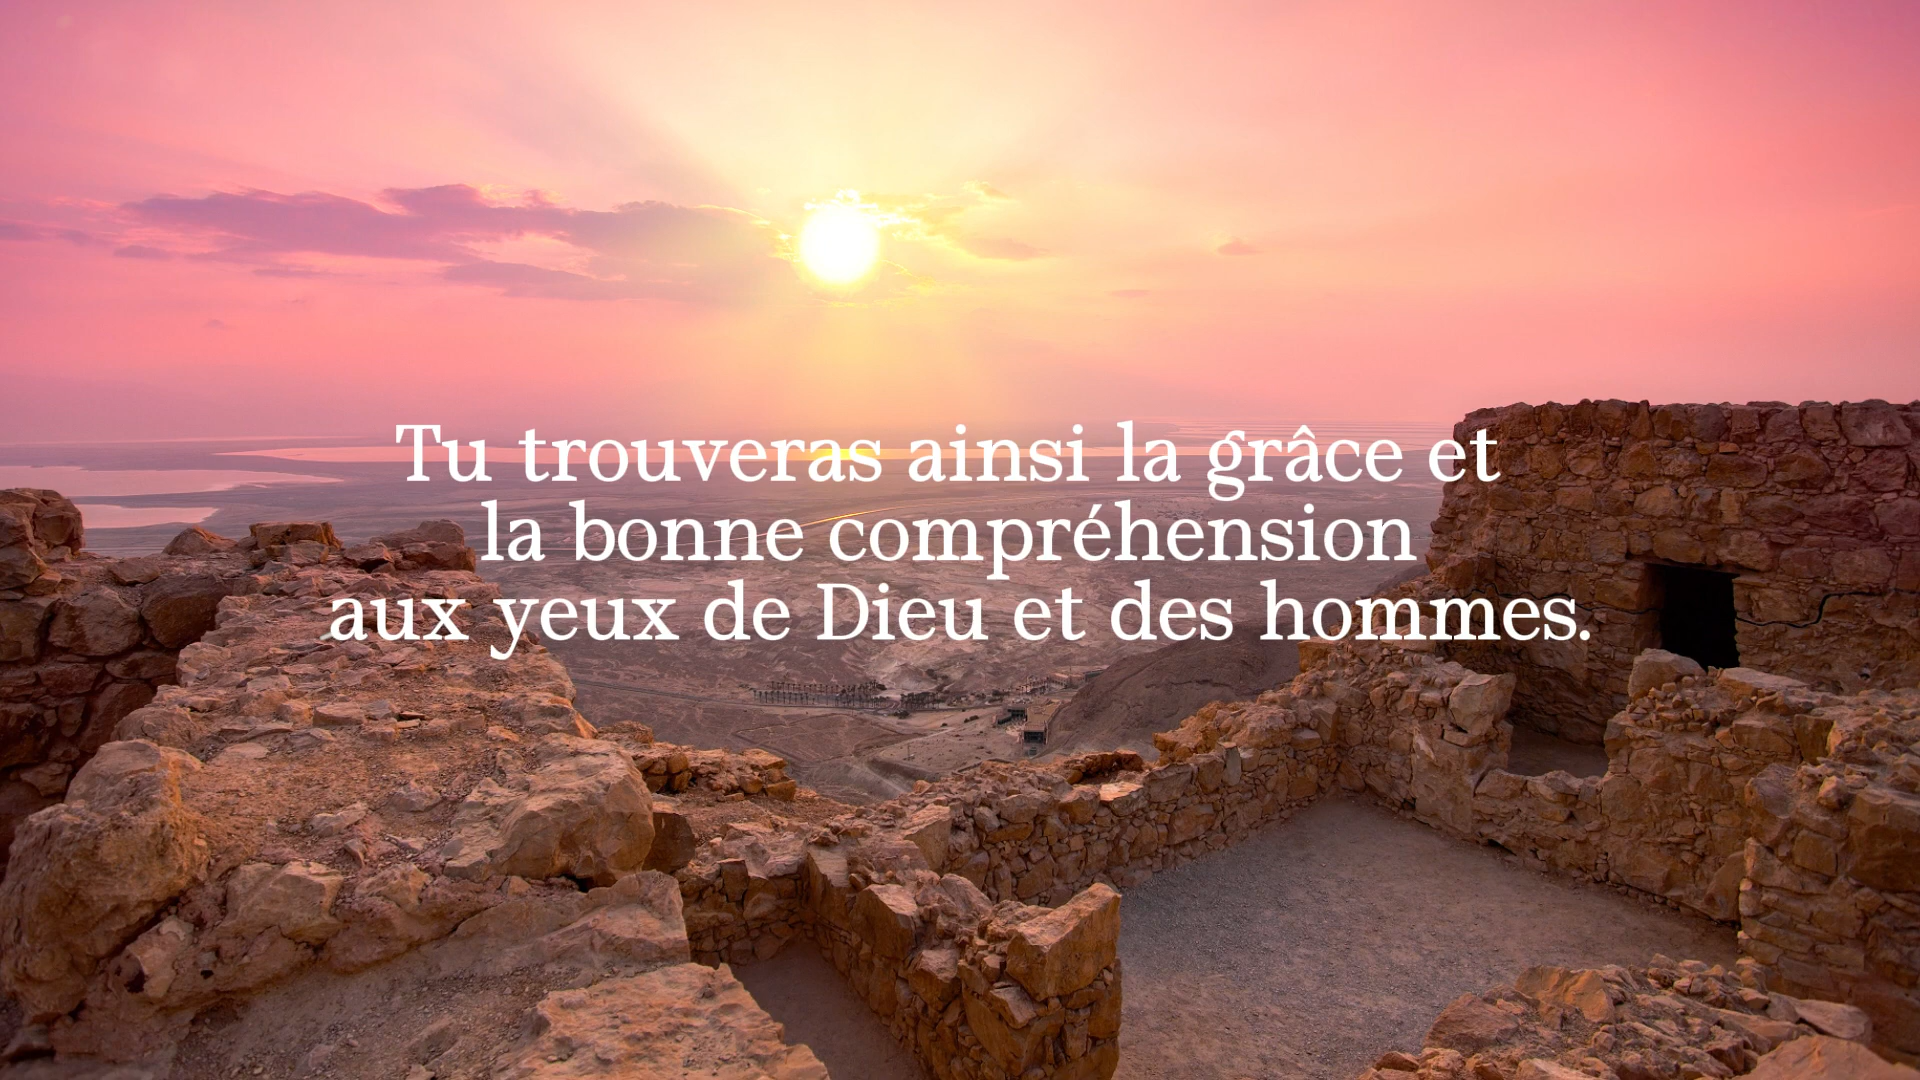 Tu trouveras ainsi la grâce et
la bonne compréhension
aux yeux de Dieu et des hommes.